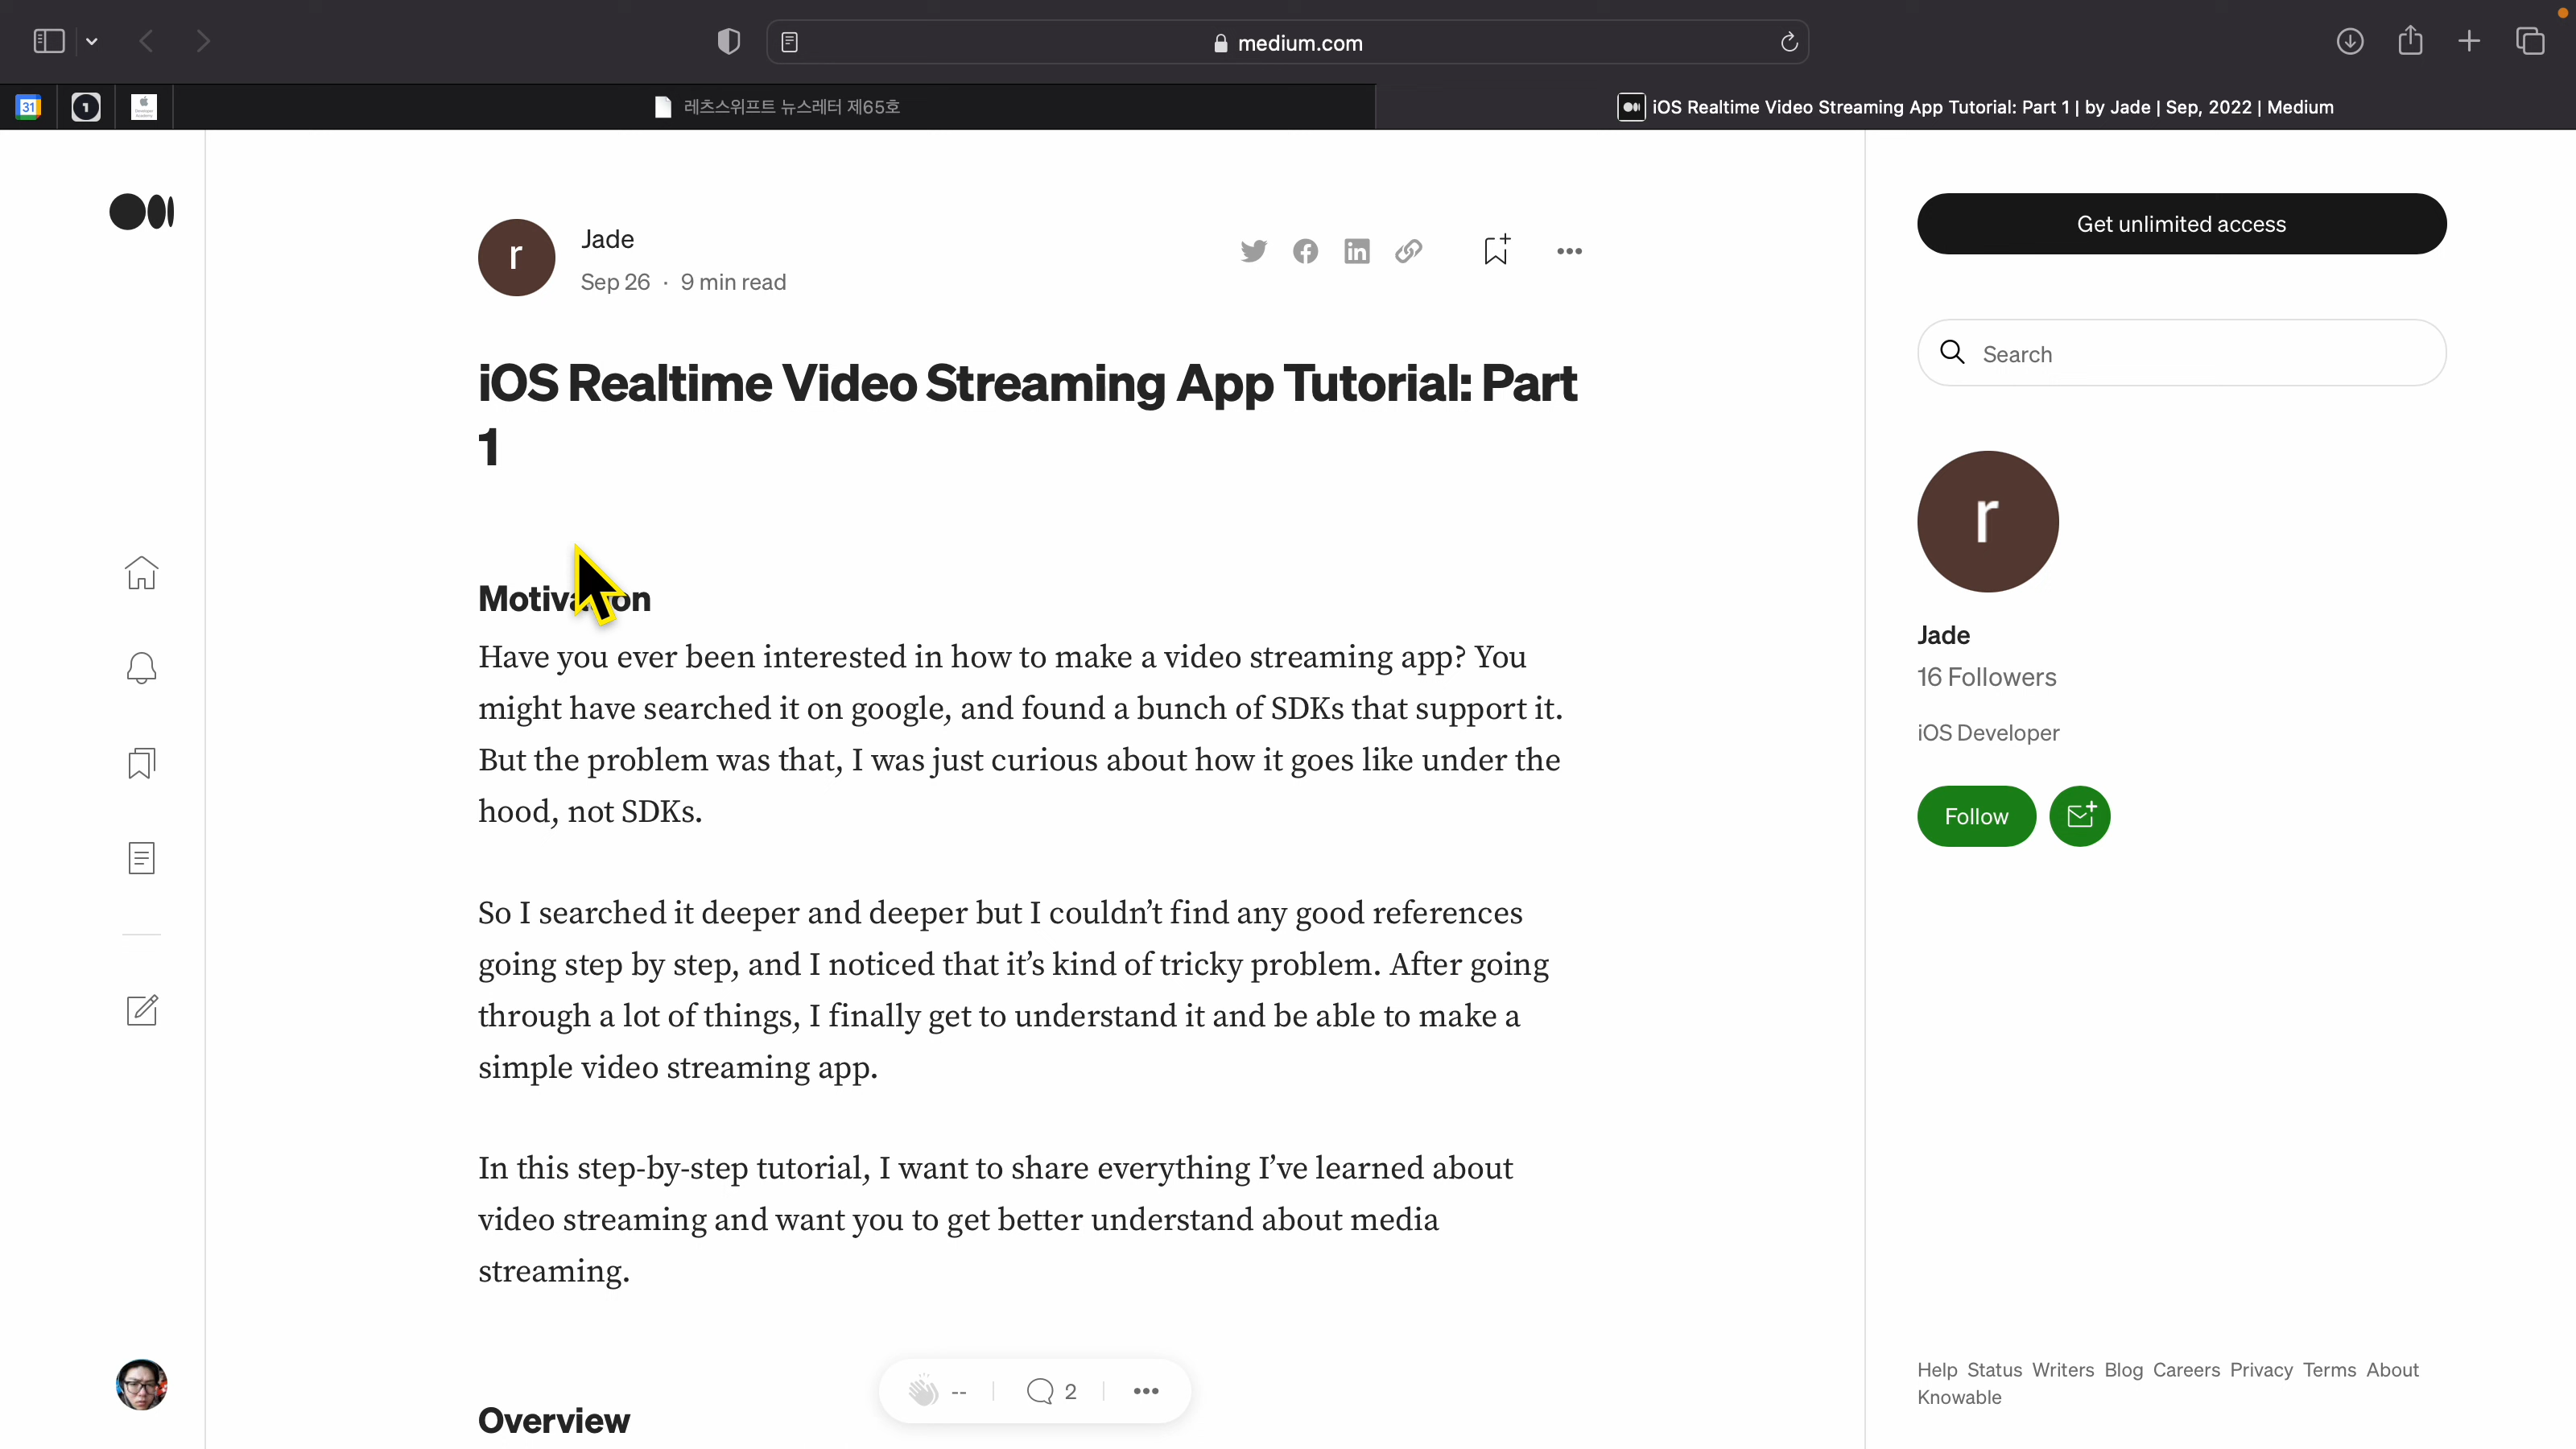 medium.com
31
1
레츠스위프트 뉴스레터 제65호
iOS Realtime Video Streaming App Tutorial: Part 1 | by Jade | Sep, 2022 | Medium
r
Jade
Sep 26 · 9 min read
iOS Realtime Video Streaming App Tutorial: Part
1
Motivation
Have you ever been interested in how to make a video streaming app? You
might have searched it on google, and found a bunch of SDKs that support it.
But the problem was that, I was just curious about how it goes like under the
hood, not SDKs.
So I searched it deeper and deeper but I couldn’t find any good references
going step by step, and I noticed that it’s kind of tricky problem. After going
through a lot of things, I finally get to understand it and be able to make a
simple video streaming app.
In this step-by-step tutorial, I want to share everything I’ve learned about
video streaming and want you to get better understand about media
streaming.
Overview
-- 2
Get unlimited access
Search
r
Jade
16 Followers
iOS Developer
Follow
Help Status Writers Blog Careers Privacy Terms About
Knowable